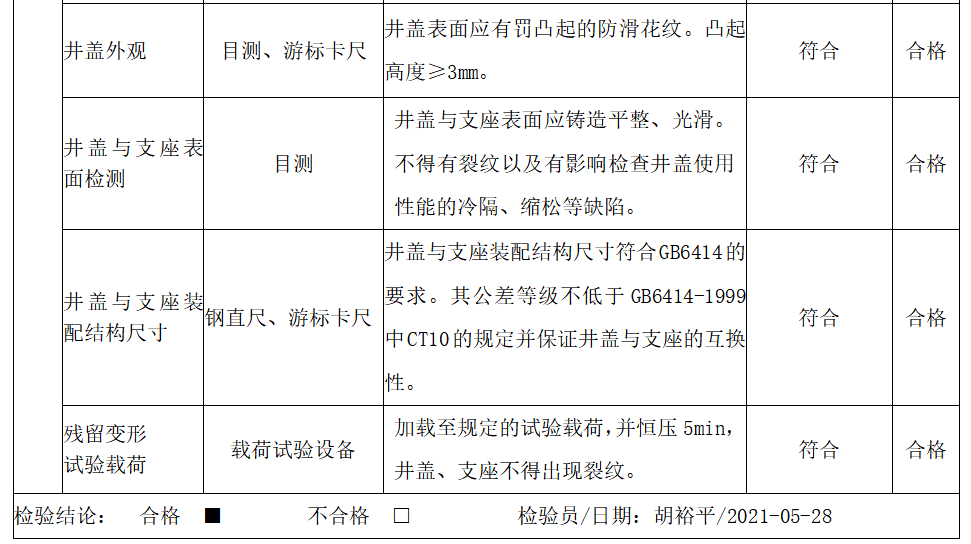 井盖外观 目测、游标卡尺 井盖表面应有罚凸起的防滑花纹。凸起 符合 合格
高度≥3mm。
井盖与支座表 目测 井盖与支座表面应铸造平整、光滑。 符合 合格
面检测 不得有裂纹以及有影响检查井盖使用
性能的冷隔、缩松等缺陷。
井盖与支座装 钢直尺、游标卡尺 井盖与支座装配结构尺寸符合GB6414的 符合 合格
配结构尺寸 要求。其公差等级不低于 GB6414-1999
中CT10的规定并保证井盖与支座的互换
性。
残留变形 载荷试验设备 加载至规定的试验载荷,并恒压 5min, 符合 合格
试验载荷 井盖、支座不得出现裂纹。
检验结论： 合格 ■ 不合格 □ 检验员/日期：胡裕平/2021-05-28